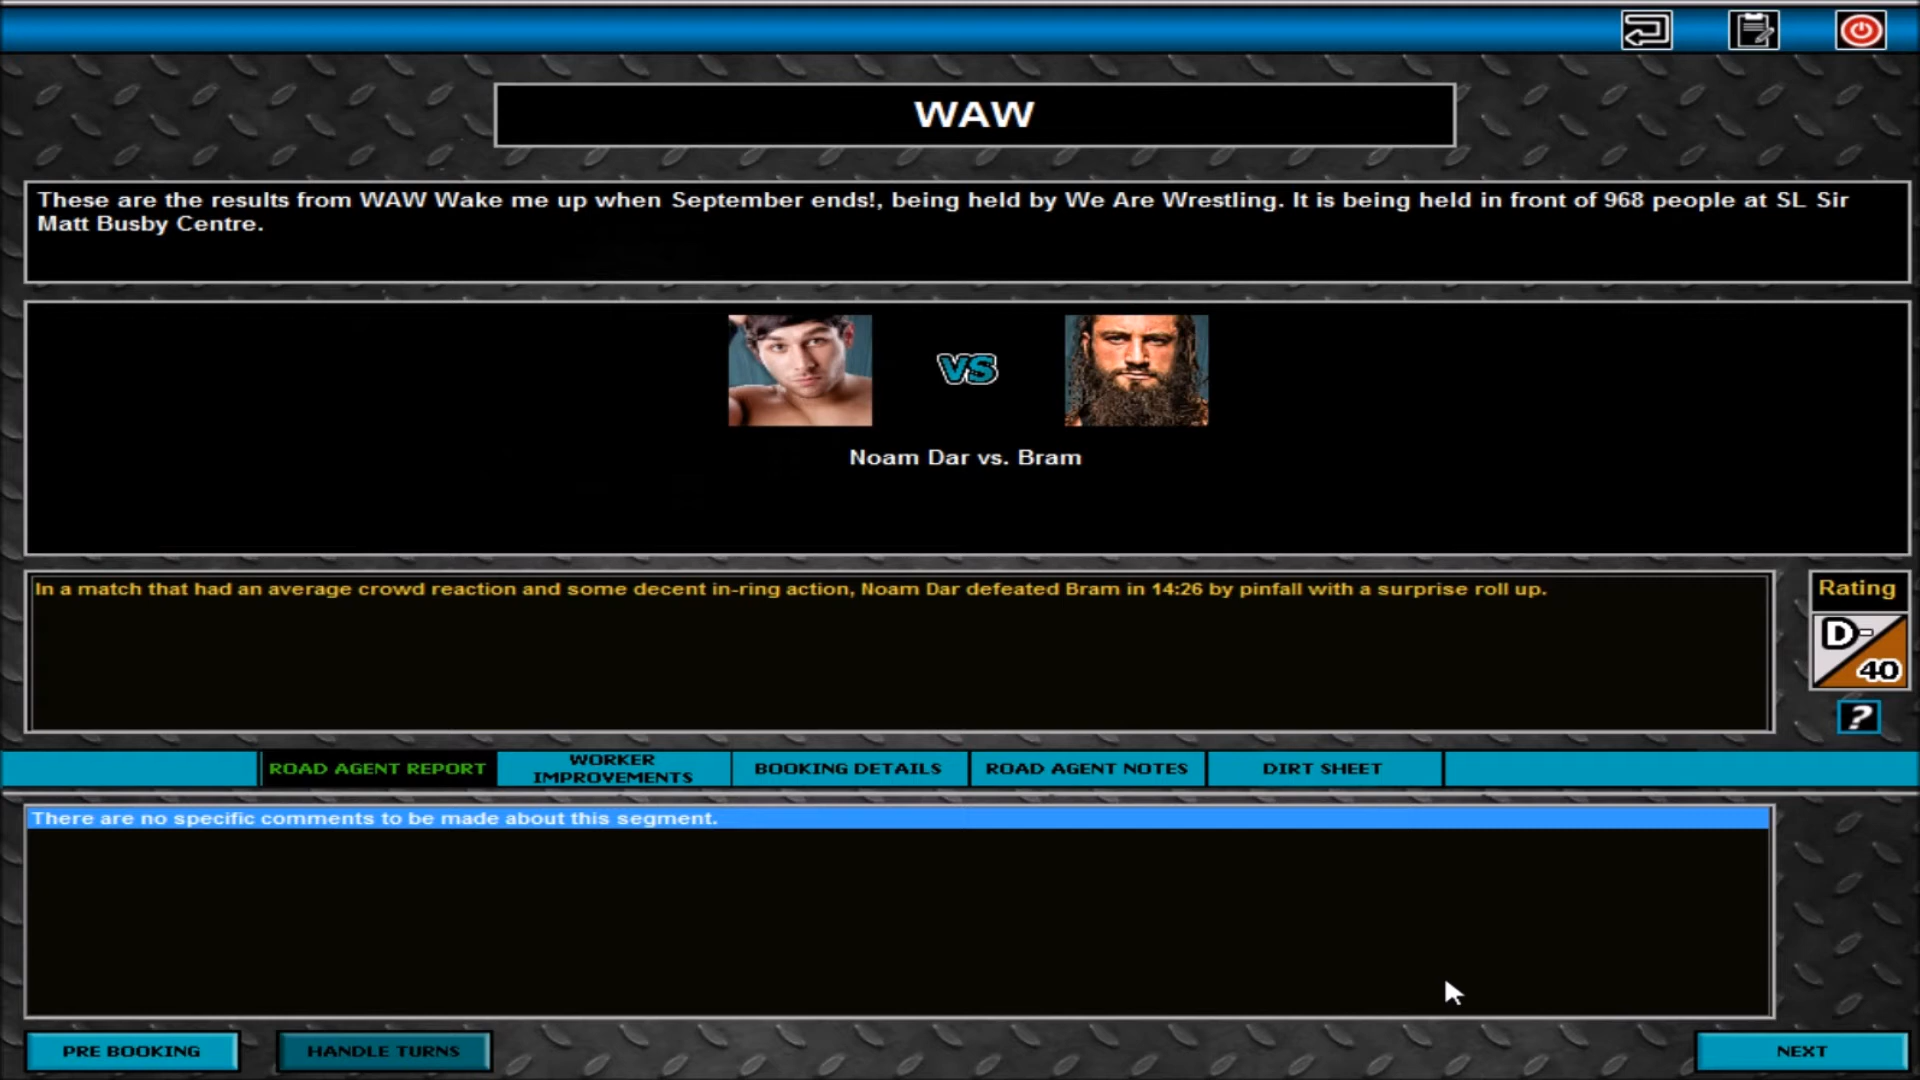 WAW
These are the results from WAW Wake me up when September ends!, being held by We Are Wrestling. It is being held in front of 968 people at SL Sir
Matt Busby Centre.
VS
Noam Dar vs. Bram
In a match that had an average crowd reaction and some decent in-ring action, Noam Dar defeated Bram in 14:26 by pinfall with a surprise roll up.
Rating
D-
40
?
ROAD AGENT REPORT
WORKER
IMPROVEMENTS
BOOKING DETAILS
ROAD AGENT NOTES
DIRT SHEET
There are no specific comments to be made about this segment.
PRE BOOKING
HANDLE TURNS
NEXT